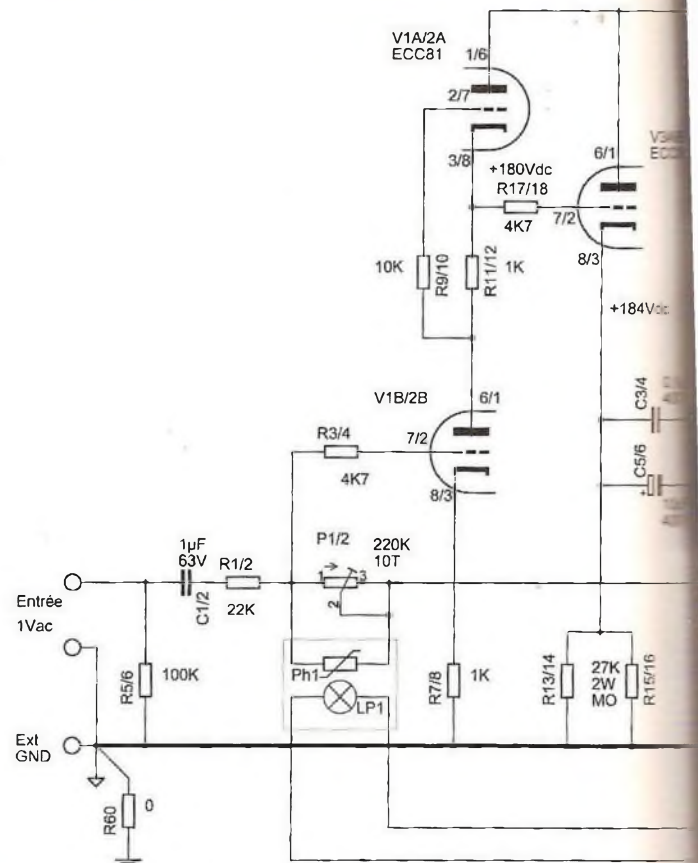 V1A/2A
ECC81
1/6
2/7
3/8
+180Vdc
R17/18
4K7
6/1
7/2
8/3
10K
R9/10
R11/12
1K
+184Vdc
V1B/2B
6/1
R3/4
7/2
4K7
8/3
C3/4
C5/6
+
1µF
63V
R1/2
P1/2
220K
10T
1
3
2
C1/2
22K
Entrée
1Vac
R5/6
100K
Ph1
LP1
R7/8
1K
R13/14
27K
2W
MO
R15/16
Ext
GND
R60
0